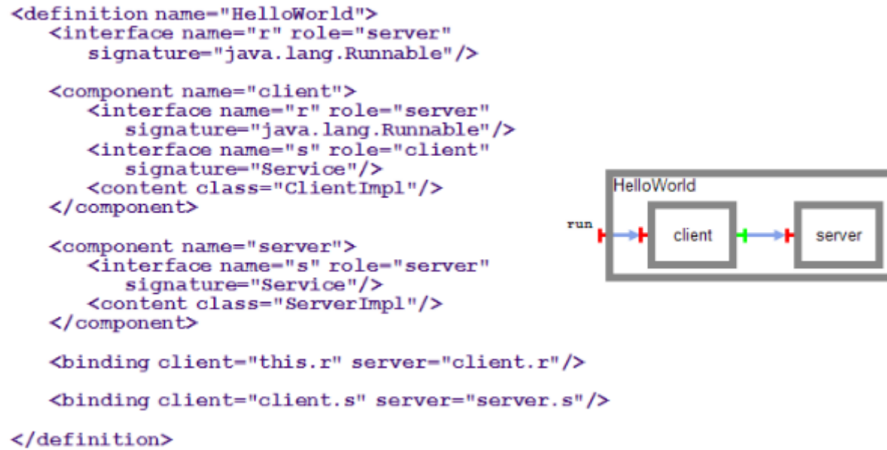 <definition name="HelloWorld">
<interface name="r" role="server"
signature="java.lang.Runnable"/>
<component name="client">
<interface name="r" role="server"
signature="java.lang.Runnable"/>
<interface name="s" role="client"
signature="Service"/>
<content class="ClientImpl"/>
</component>
<component name="server">
<interface name="s" role="server"
signature="Service"/>
<content class="ServerImpl"/>
</component>
<binding client="this.r" server="client.r"/>
<binding client="client.s" server="server.s"/>
</definition>
HelloWorld
run
client
server